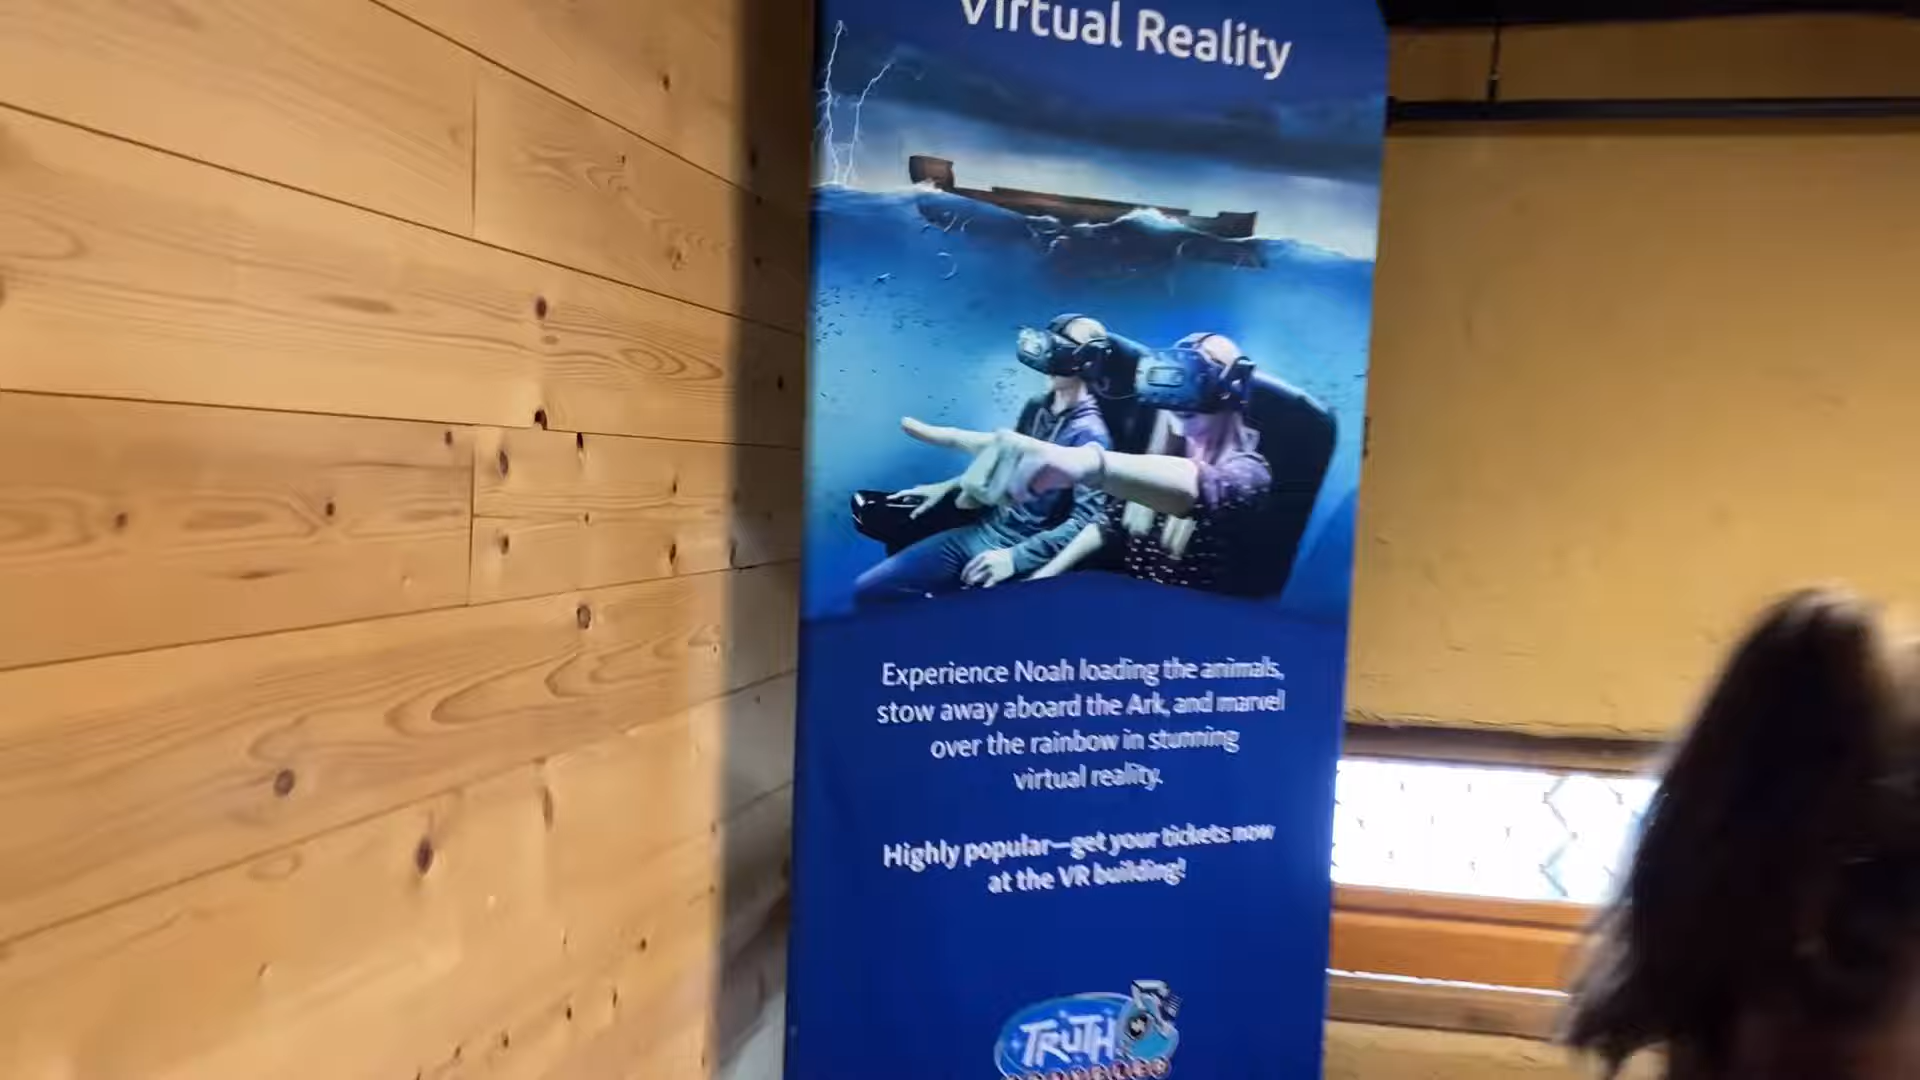 Virtual Reality
Experience Noah loading the animals,
stow away aboard the Ark, and marvel
over the rainbow in stunning
virtual reality.
Highly popular—get your tickets now
at the VR building!
TRUTH